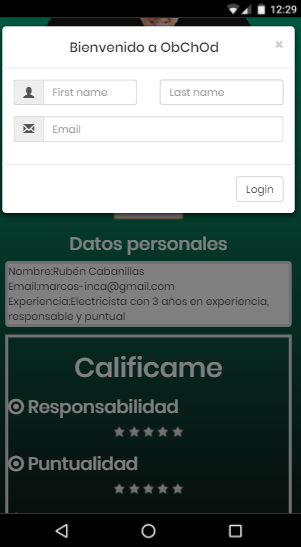 12:29
Bienvenido a ObChOd ×
First name Last name
Email
Login
Datos personales
Nombre:Rubén Cabanillas
Email:marcos-inca@gmail.com
Experiencia:Electricista con 3 años en experiencia,
responsable y puntual
Calificame
Responsabilidad
Puntualidad